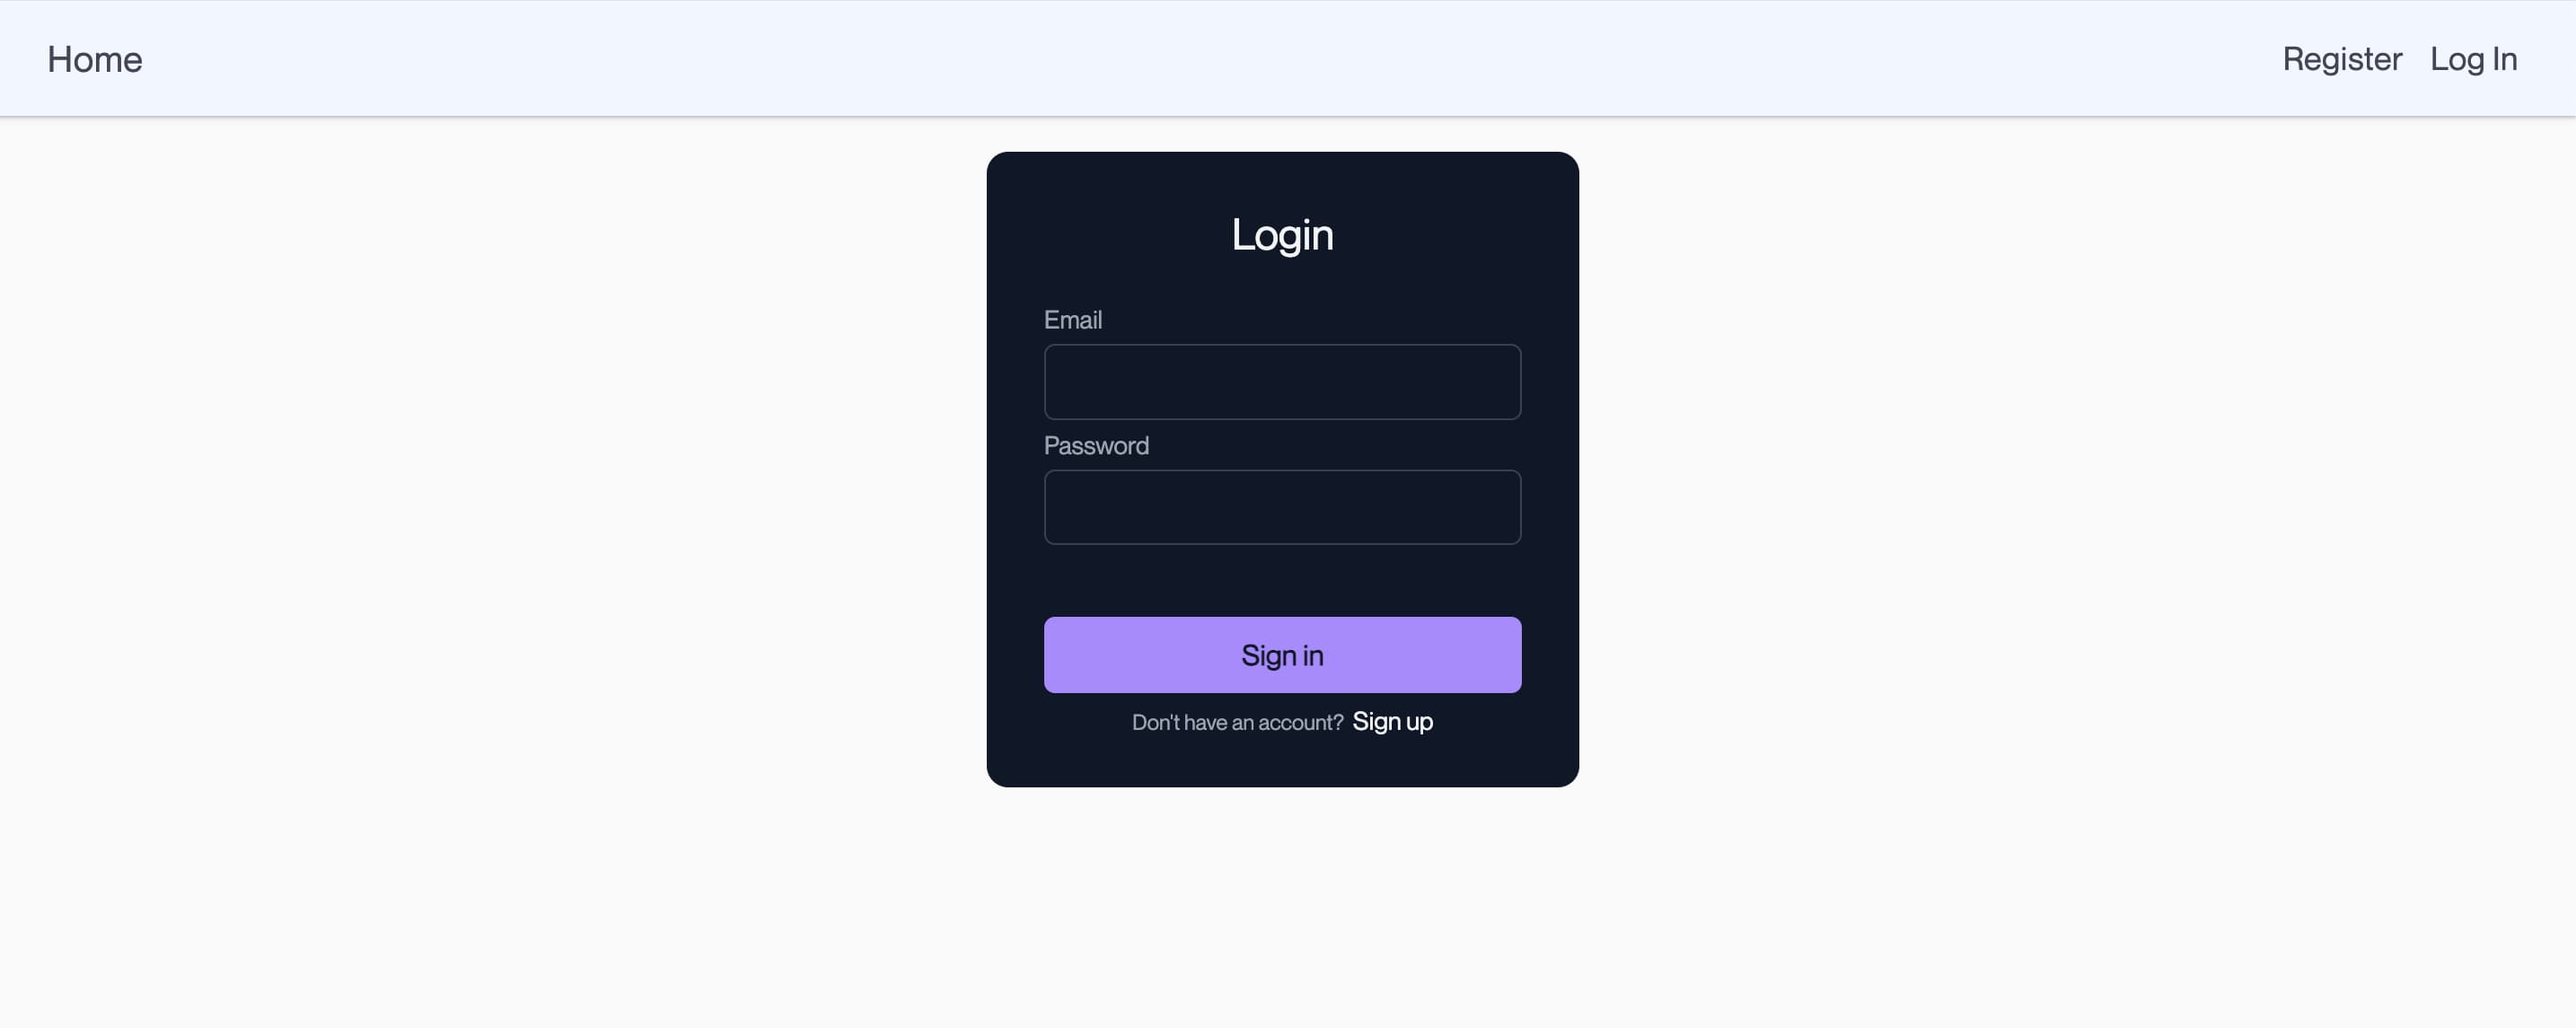 Home Register Log In
Login
Email
Password
Sign in
Don't have an account? Sign up